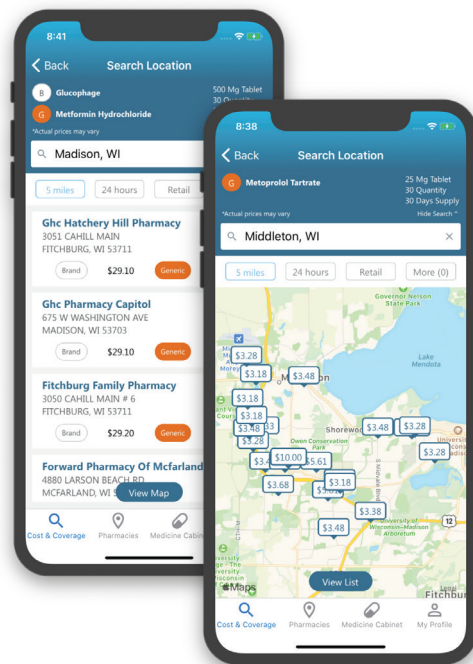 8:41
Back
Search Location
B Glucophage
500 Mg Tablet
30 Quantity
G Metformin Hydrochloride
*Actual prices may vary
Madison, WI
5 miles
24 hours
Retail
Ghc Hatchery Hill Pharmacy
3051 CAHILL MAIN
FITCHBURG, WI 53711
Brand $29.10 Generic
Ghc Pharmacy Capitol
675 W WASHINGTON AVE
MADISON, WI 53703
Brand $29.10 Generic
Fitchburg Family Pharmacy
3050 CAHILL MAIN # 6
FITCHBURG, WI 53711
Brand $29.20 Generic
Forward Pharmacy Of Mcfarland
4880 LARSON BEACH RD
MCFARLAND, WI
View Map
Cost & Coverage
Pharmacies
Medicine Cabin
8:38
Back
Search Location
G Metoprolol Tartrate
25 Mg Tablet
30 Quantity
30 Days Supply
*Actual prices may vary
Hide Search
Middleton, WI
5 miles
24 hours
Retail
More (0)
Governor Nelson
State Park
Lake
Mendota
$3.28
$3.18
$3.48
$3.18
$3.18
$3.48
$3.28
Shorewo
$3.48
$3.28
Owen Conservation
Park
$3.28
$10.00
$5.61
$3.68
$3.18
S Midvale Blvd
$3.38
$3.48
University of
Wisconsin-Madison
Arboretum
12
Maps
View List
Legal
Fitchbur
Cost & Coverage
Pharmacies
Medicine Cabinet
My Profile